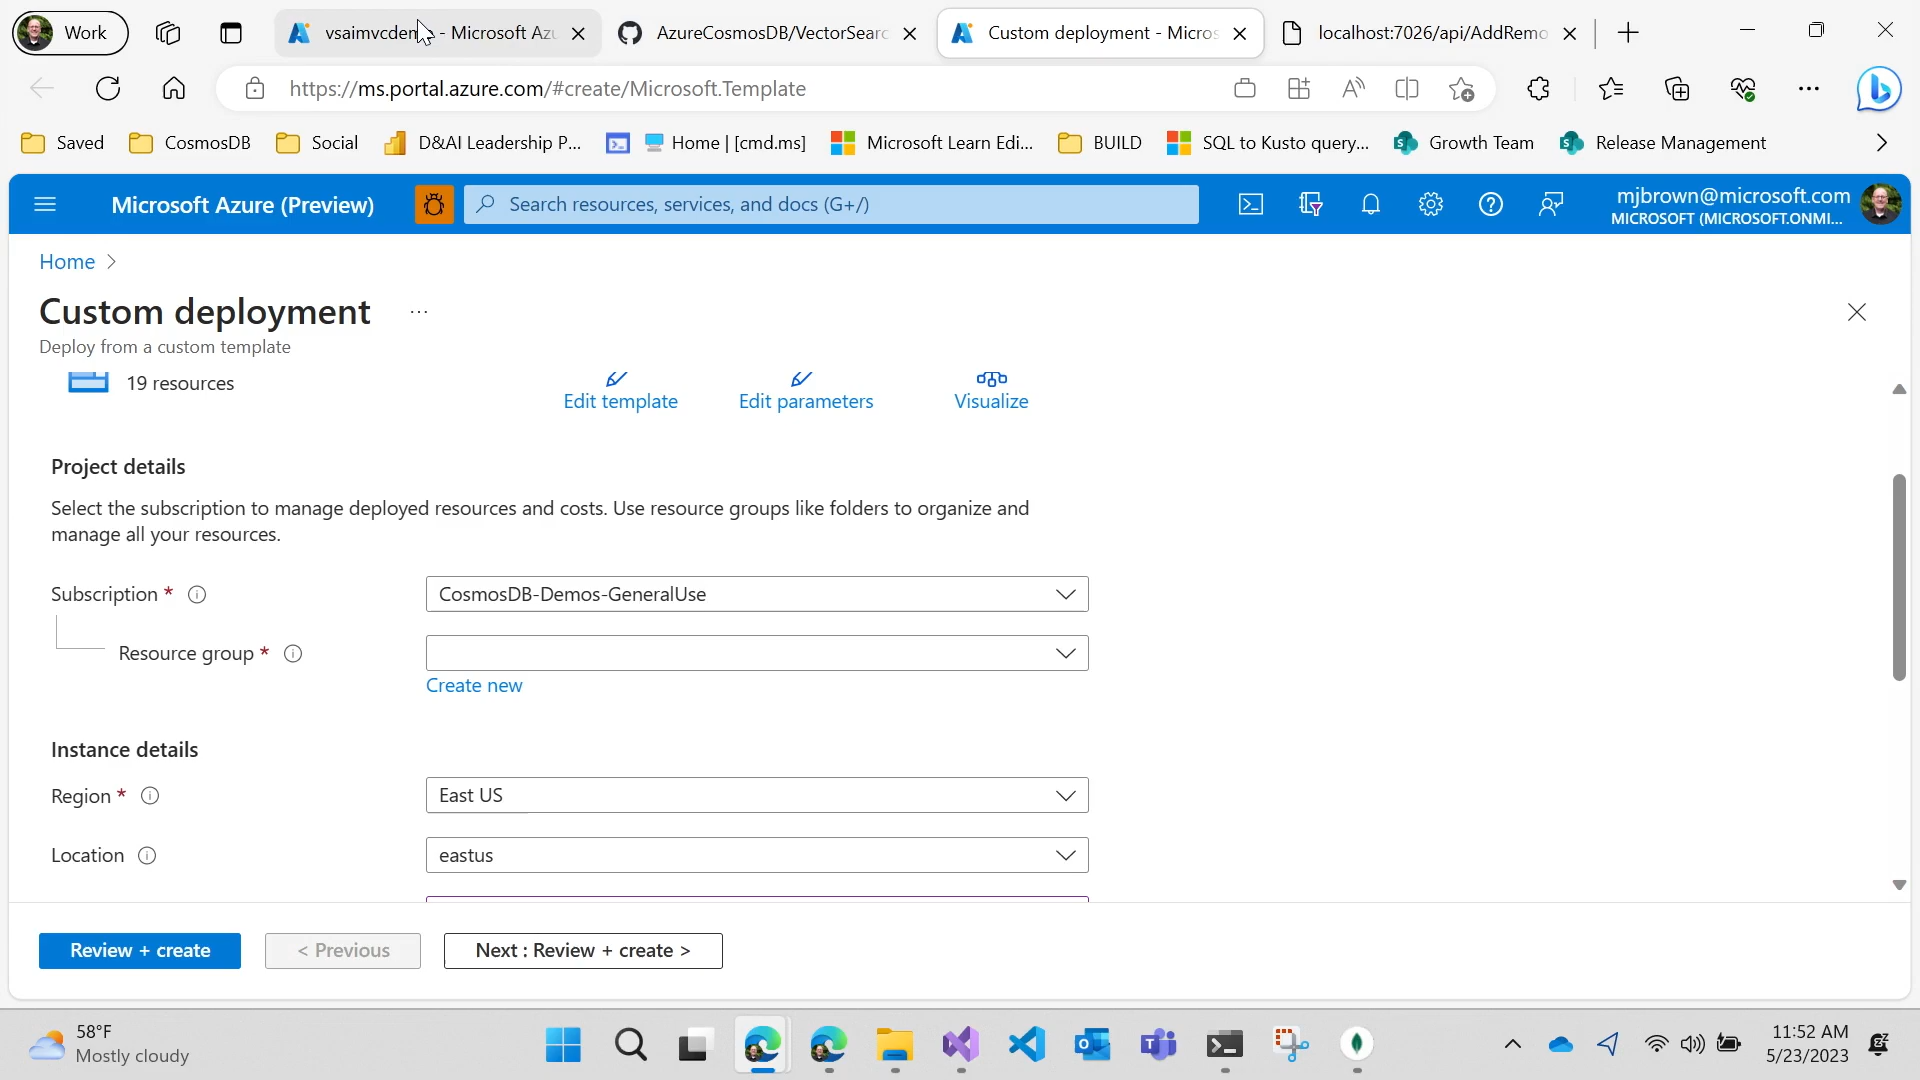 Work
vsaimvcdem - Microsoft Azu
AzureCosmosDB/VectorSearc
Custom deployment - Micros
localhost:7026/api/AddRemo
https://ms.portal.azure.com/#create/Microsoft.Template
Saved
CosmosDB
Social
D&AI Leadership P...
Home | [cmd.ms]
Microsoft Learn Edi...
BUILD
SQL to Kusto query...
Growth Team
Release Management
Microsoft Azure (Preview)
Search resources, services, and docs (G+/)
mjbrown@microsoft.com
MICROSOFT (MICROSOFT.ONMI...
Home
Custom deployment
...
Deploy from a custom template
19 resources
Edit template
Edit parameters
Visualize
Project details
Select the subscription to manage deployed resources and costs. Use resource groups like folders to organize and
manage all your resources.
Subscription *
CosmosDB-Demos-GeneralUse
Resource group *
Create new
Instance details
Region *
East US
Location
eastus
Review + create
< Previous
Next : Review + create >
58°F
Mostly cloudy
11:52 AM
5/23/2023